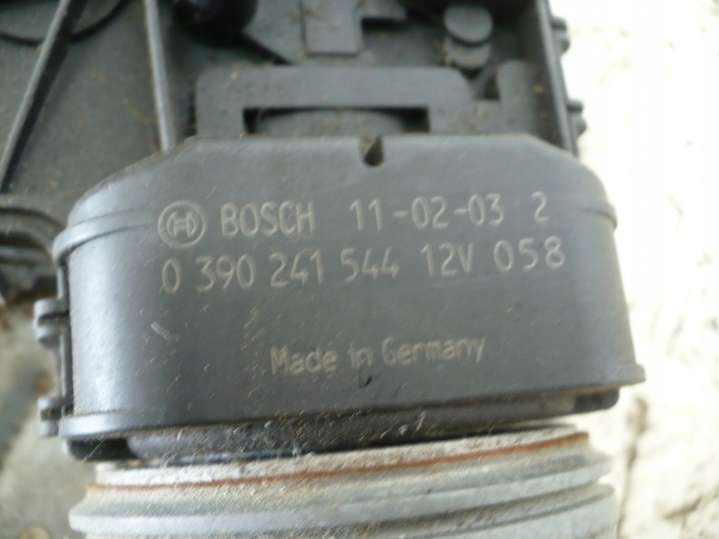 BOSCH 11-02-03 2
0 390 241 544 12V 058
Made in Germany